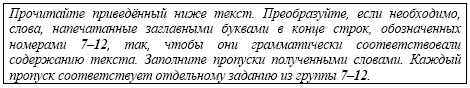 Прочитайте приведённый ниже текст. Преобразуйте, если необходимо,
слова, напечатанные заглавными буквами в конце строк, обозначенных
номерами 7–12, так, чтобы они грамматически соответствовали
содержанию текста. Заполните пропуски полученными словами. Каждый
пропуск соответствует отдельному заданию из группы 7–12.